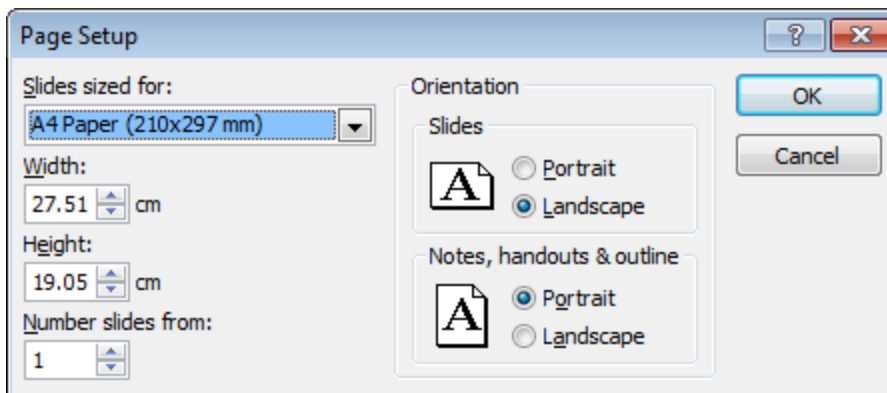 Page Setup
Slides sized for:
A4 Paper (210x297 mm)
Width:
27.51 cm
Height:
19.05 cm
Number slides from:
1
Orientation
Slides
A
Portrait
Landscape
Notes, handouts & outline
A
Portrait
Landscape
OK
Cancel